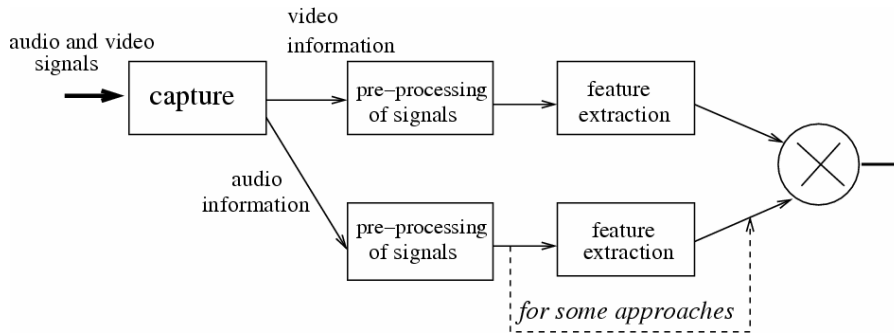 audio and video
signals
capture
video
information
pre-processing
of signals
feature
extraction
audio
information
pre-processing
of signals
feature
extraction
for some approaches